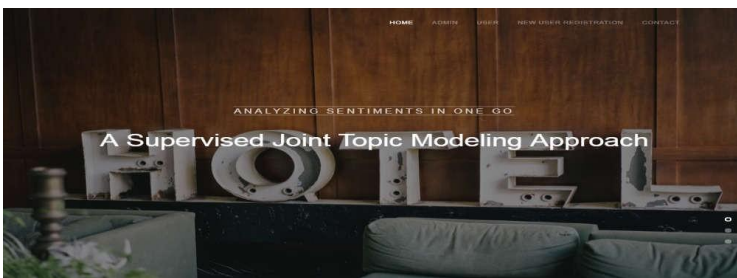 HOME ADMIN USER NEW USER REGISTRATION CONTACT
ANALYZING SENTIMENTS IN ONE GO
A Supervised Joint Topic Modeling Approach
HOTEL